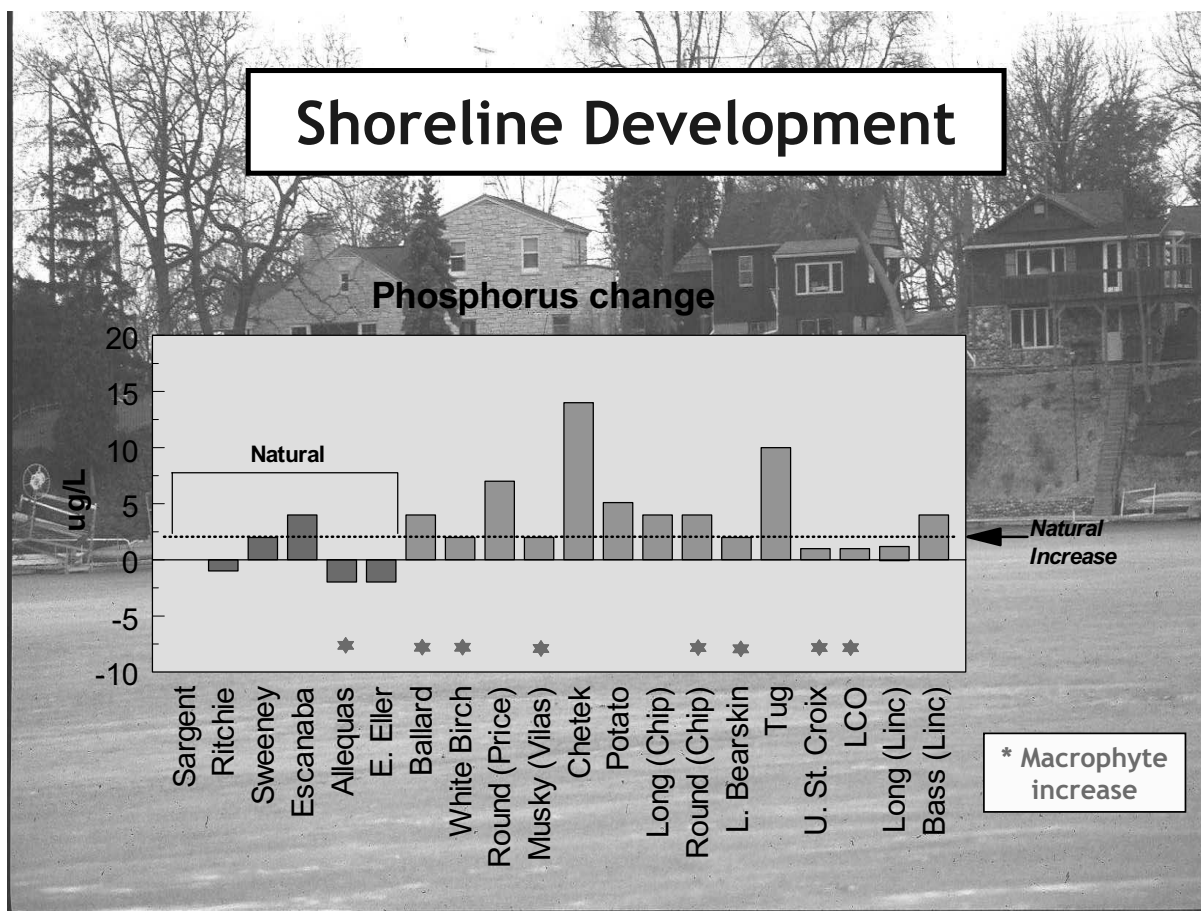 Shoreline Development
Phosphorus change
20
15
10
5
0
-5
-10
ug/L
Natural
Natural
Increase
Sargent
Ritchie
Sweeney
Escanaba
Allequas
E. Eller
Ballard
White Birch
Round (Price)
Musky (Vilas)
Chetek
Potato
Long (Chip)
Round (Chip)
L. Bearskin
Tug
U. St. Croix
LCO
Long (Linc)
Bass (Linc)
* Macrophyte
increase